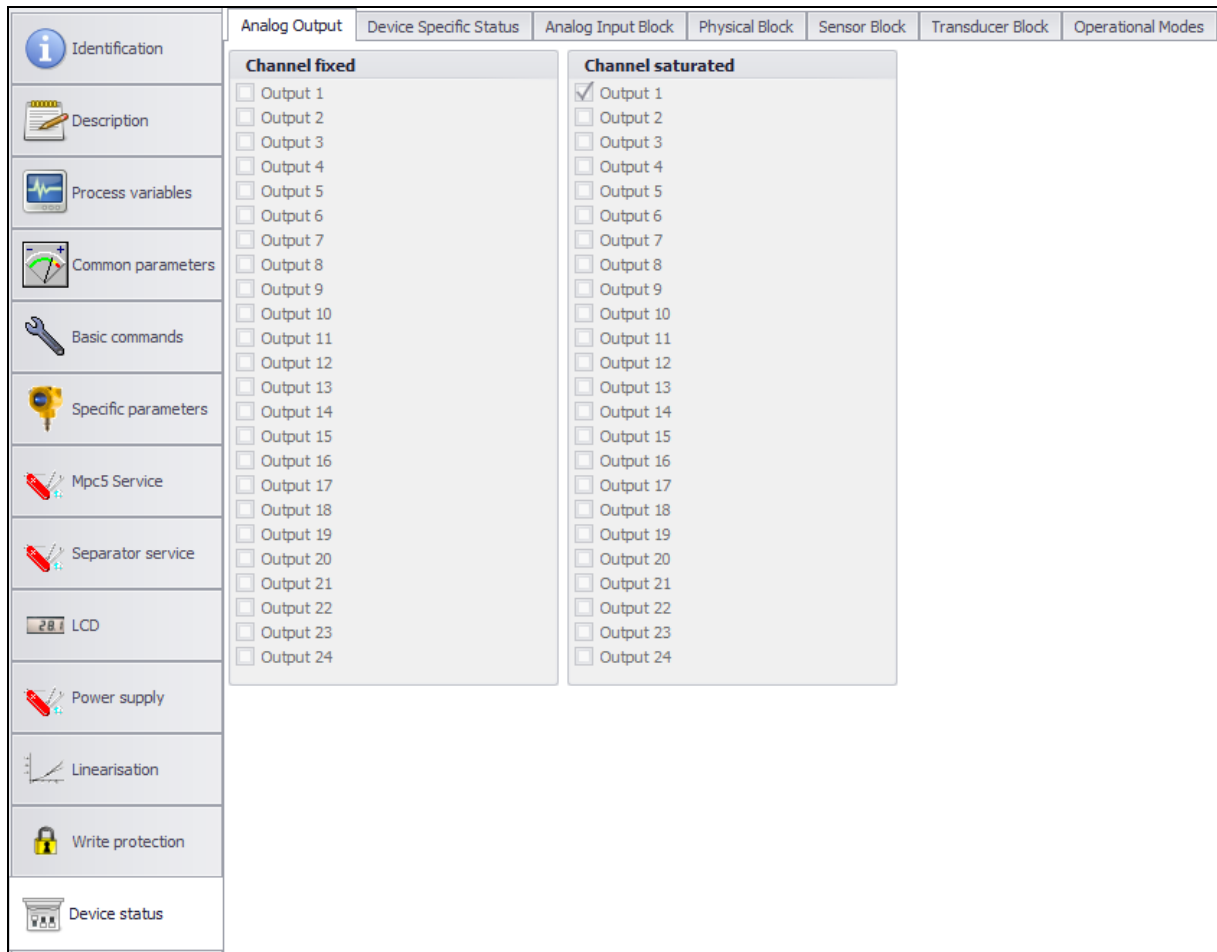 Identification
Description
Process variables
Common parameters
Basic commands
Specific parameters
Mpc5 Service
Separator service
28.1 LCD
Power supply
Linearisation
Write protection
Device status
Analog Output Device Specific Status Analog Input Block Physical Block Sensor Block Transducer Block Operational Modes
Channel fixed
Output 1
Output 2
Output 3
Output 4
Output 5
Output 6
Output 7
Output 8
Output 9
Output 10
Output 11
Output 12
Output 13
Output 14
Output 15
Output 16
Output 17
Output 18
Output 19
Output 20
Output 21
Output 22
Output 23
Output 24
Channel saturated
Output 1
Output 2
Output 3
Output 4
Output 5
Output 6
Output 7
Output 8
Output 9
Output 10
Output 11
Output 12
Output 13
Output 14
Output 15
Output 16
Output 17
Output 18
Output 19
Output 20
Output 21
Output 22
Output 23
Output 24